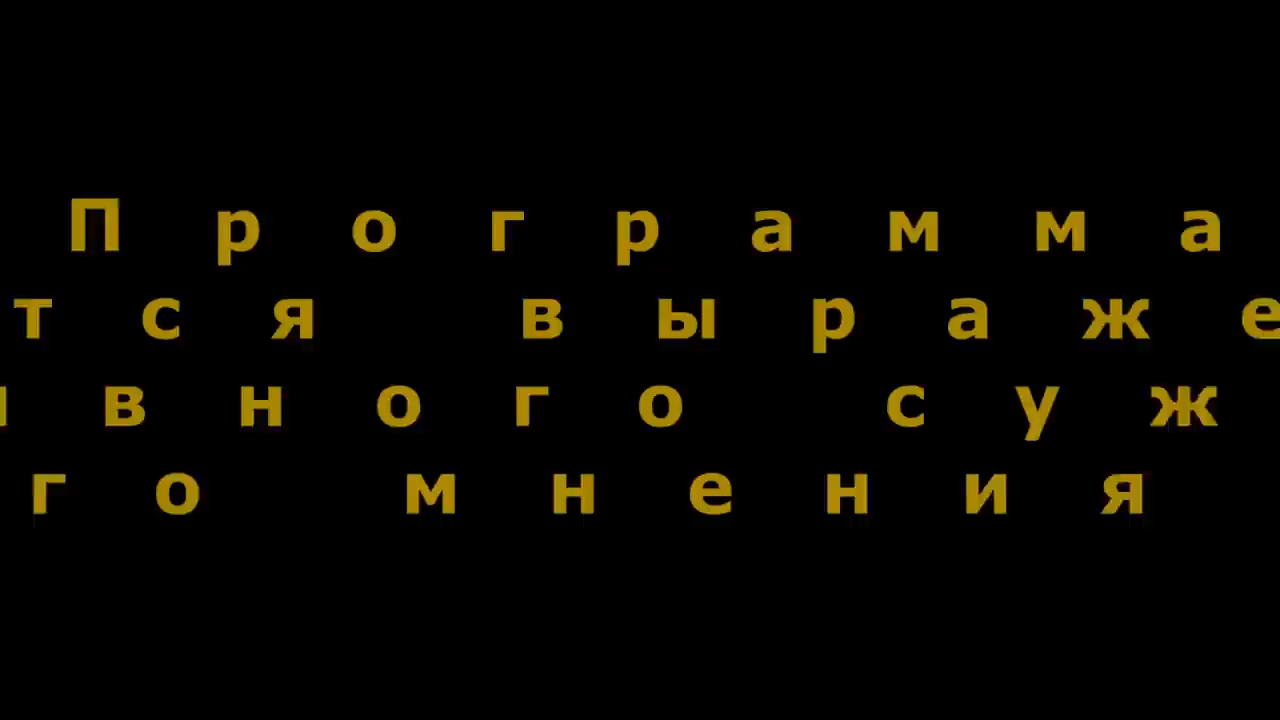 Программа
тся выраже
вного суж
го мнения